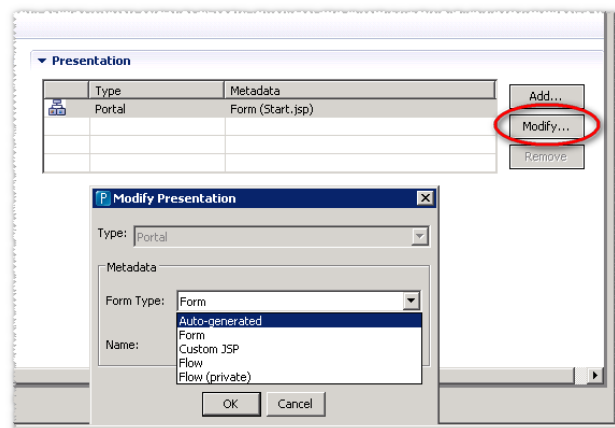 Presentation
Type Metadata
Portal Form (Start.jsp)
Add...
Modify...
Remove
Modify Presentation
Type: Portal
Metadata
Form Type: Form
Auto-generated
Form
Name: Custom JSP
Flow
Flow (private)
OK Cancel